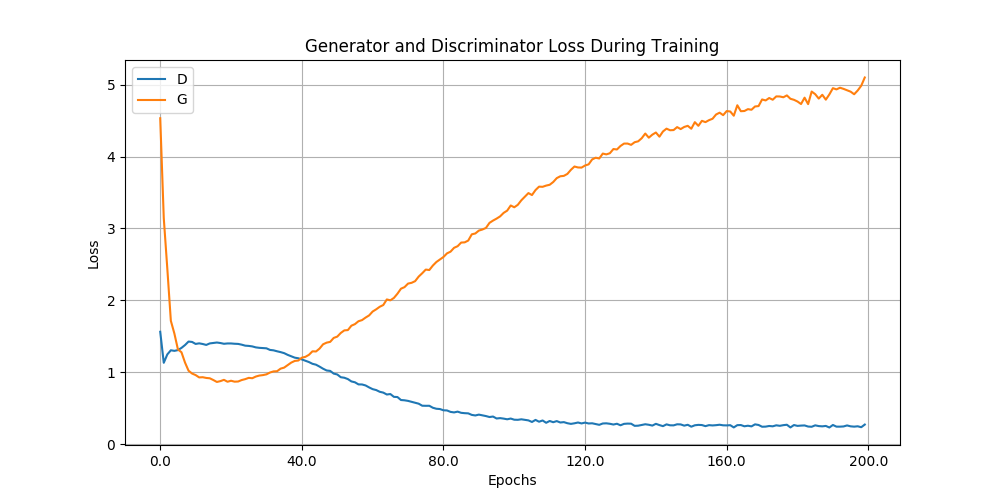 Generator and Discriminator Loss During Training
D
G
5
4
3
2
1
0
Loss
0.0 40.0 80.0 120.0 160.0 200.0
Epochs